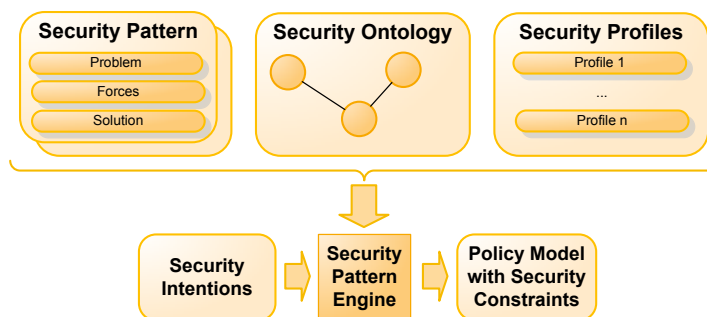 Security Pattern
Problem
Forces
Solution
Security Ontology
Security Profiles
Profile 1
...
Profile n
Security
Intentions
Security
Pattern
Engine
Policy Model
with Security
Constraints